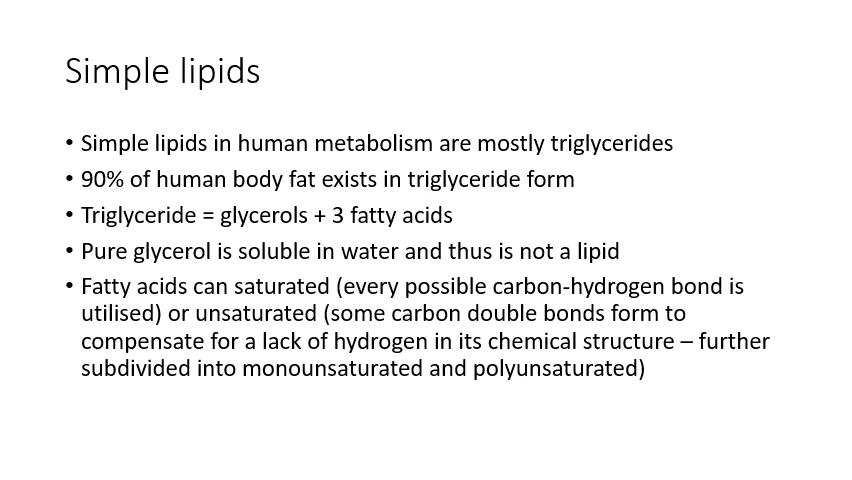 Simple lipids
• Simple lipids in human metabolism are mostly triglycerides
• 90% of human body fat exists in triglyceride form
• Triglyceride = glycerols + 3 fatty acids
• Pure glycerol is soluble in water and thus is not a lipid
• Fatty acids can saturated (every possible carbon-hydrogen bond is
utilised) or unsaturated (some carbon double bonds form to
compensate for a lack of hydrogen in its chemical structure – further
subdivided into monounsaturated and polyunsaturated)